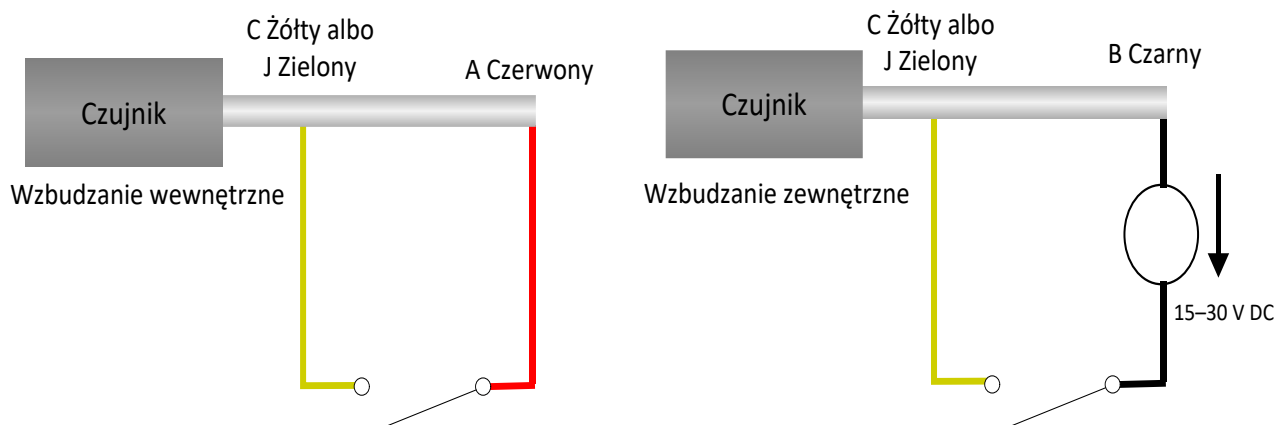 C Żółty albo
J Zielony
A Czerwony
Czujnik
Wzbudzanie wewnętrzne
C Żółty albo
J Zielony
B Czarny
Czujnik
Wzbudzanie zewnętrzne
15–30 V DC